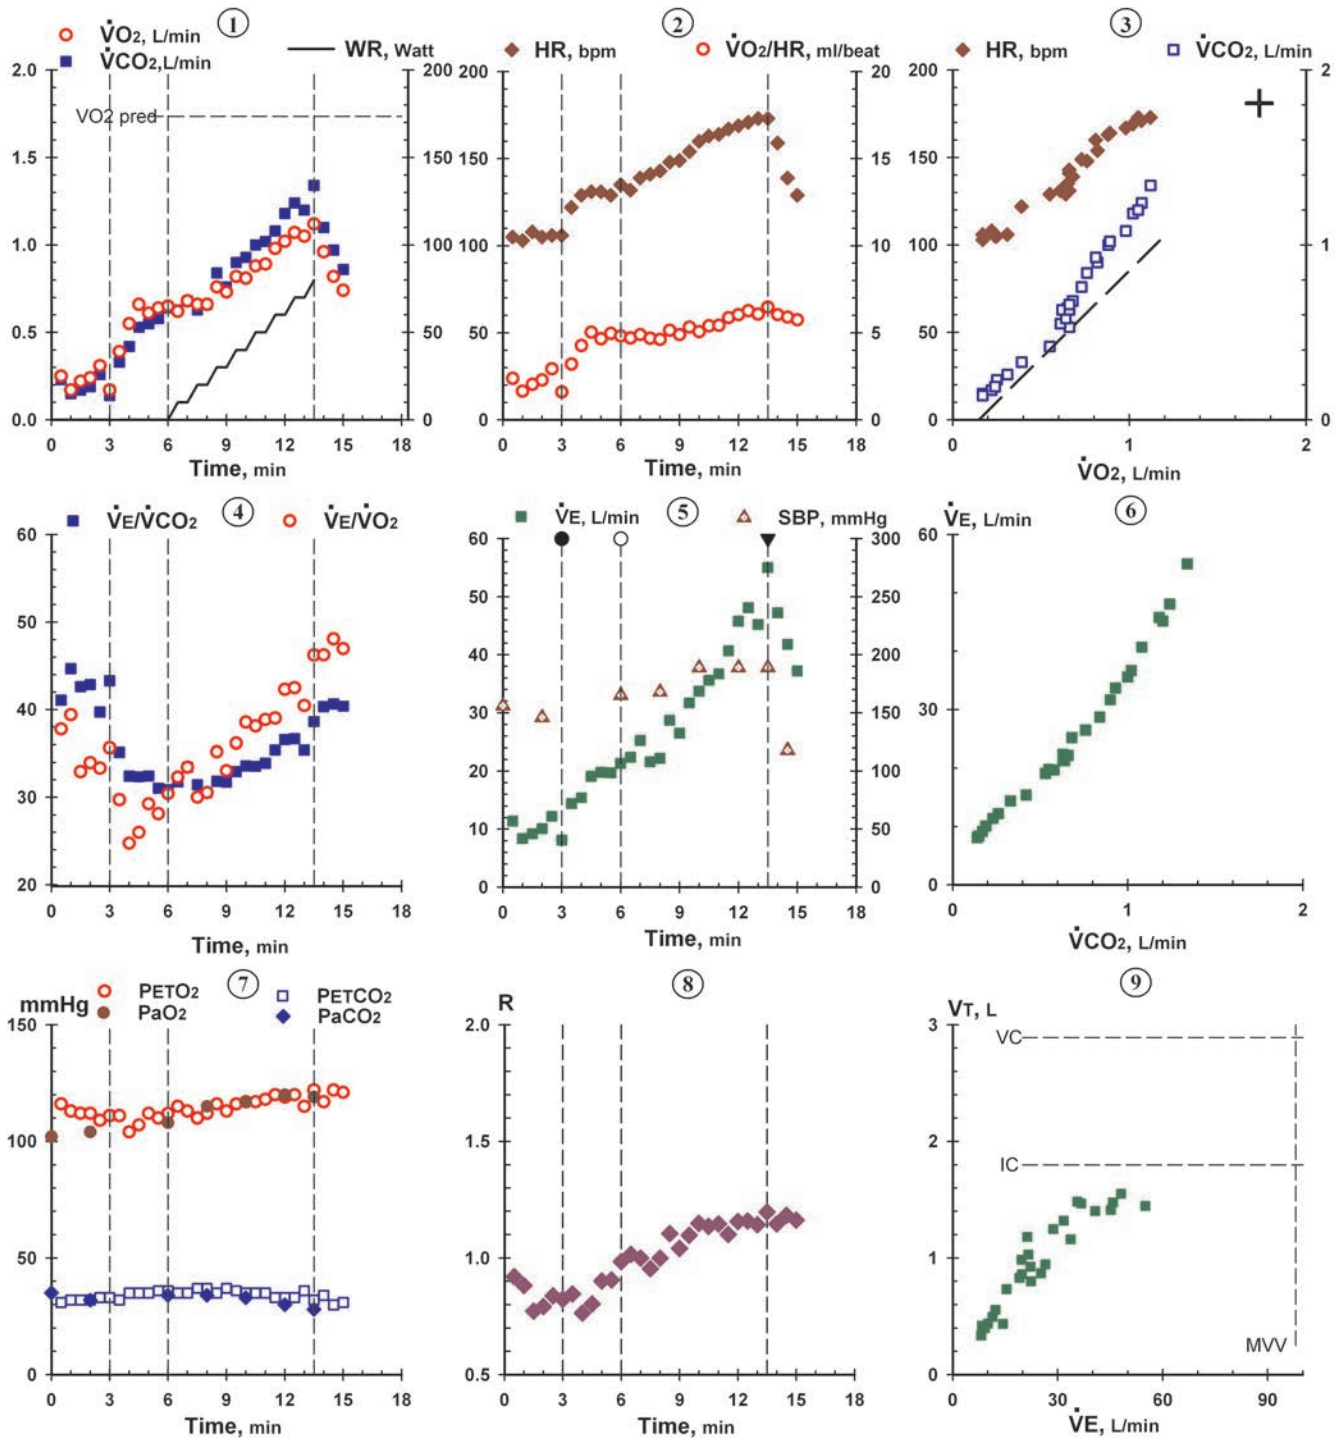 ① ② ③
V̇O2, L/min
V̇CO2,L/min
WR, Watt
HR, bpm
V̇O2/HR, ml/beat
HR, bpm
V̇CO2, L/min
2.0 200 200 20 200 2
VO2 pred
1.5 150 150 15 150
1.0 100 100 10 100 1
0.5 50 50 5 50
0.0 0 0 0 0 0
0 3 6 9 12 15 18
0 3 6 9 12 15 18
0 1 2
Time, min
Time, min
V̇O2, L/min
④ ⑤ ⑥
V̇E/V̇CO2
V̇E/V̇O2
V̇E, L/min
SBP, mmHg
V̇E, L/min
60 60 300 60
50 50 250
40 40 200
30 30 150 30
20 20 100
10 50
0 0 0
0 3 6 9 12 15 18
0 3 6 9 12 15 18
0 1 2
Time, min
Time, min
V̇CO2, L/min
⑦ ⑧ ⑨
mmHg
PETO2
PaO2
PETCO2
PaCO2
R
VT, L
150 2.0 3
VC
100 1.5 2
IC
50 1.0 1
MVV
0 0.5 0
0 3 6 9 12 15 18
0 3 6 9 12 15 18
0 30 60 90
Time, min
Time, min
V̇E, L/min